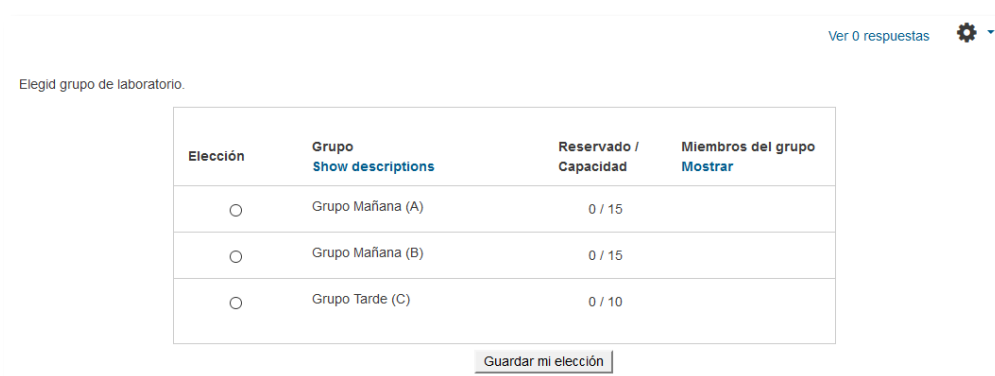 Ver 0 respuestas
Elegid grupo de laboratorio.
Elección
Grupo
Show descriptions
Reservado /
Capacidad
Miembros del grupo
Mostrar
Grupo Mañana (A) 0 / 15
Grupo Mañana (B) 0 / 15
Grupo Tarde (C) 0 / 10
Guardar mi elección